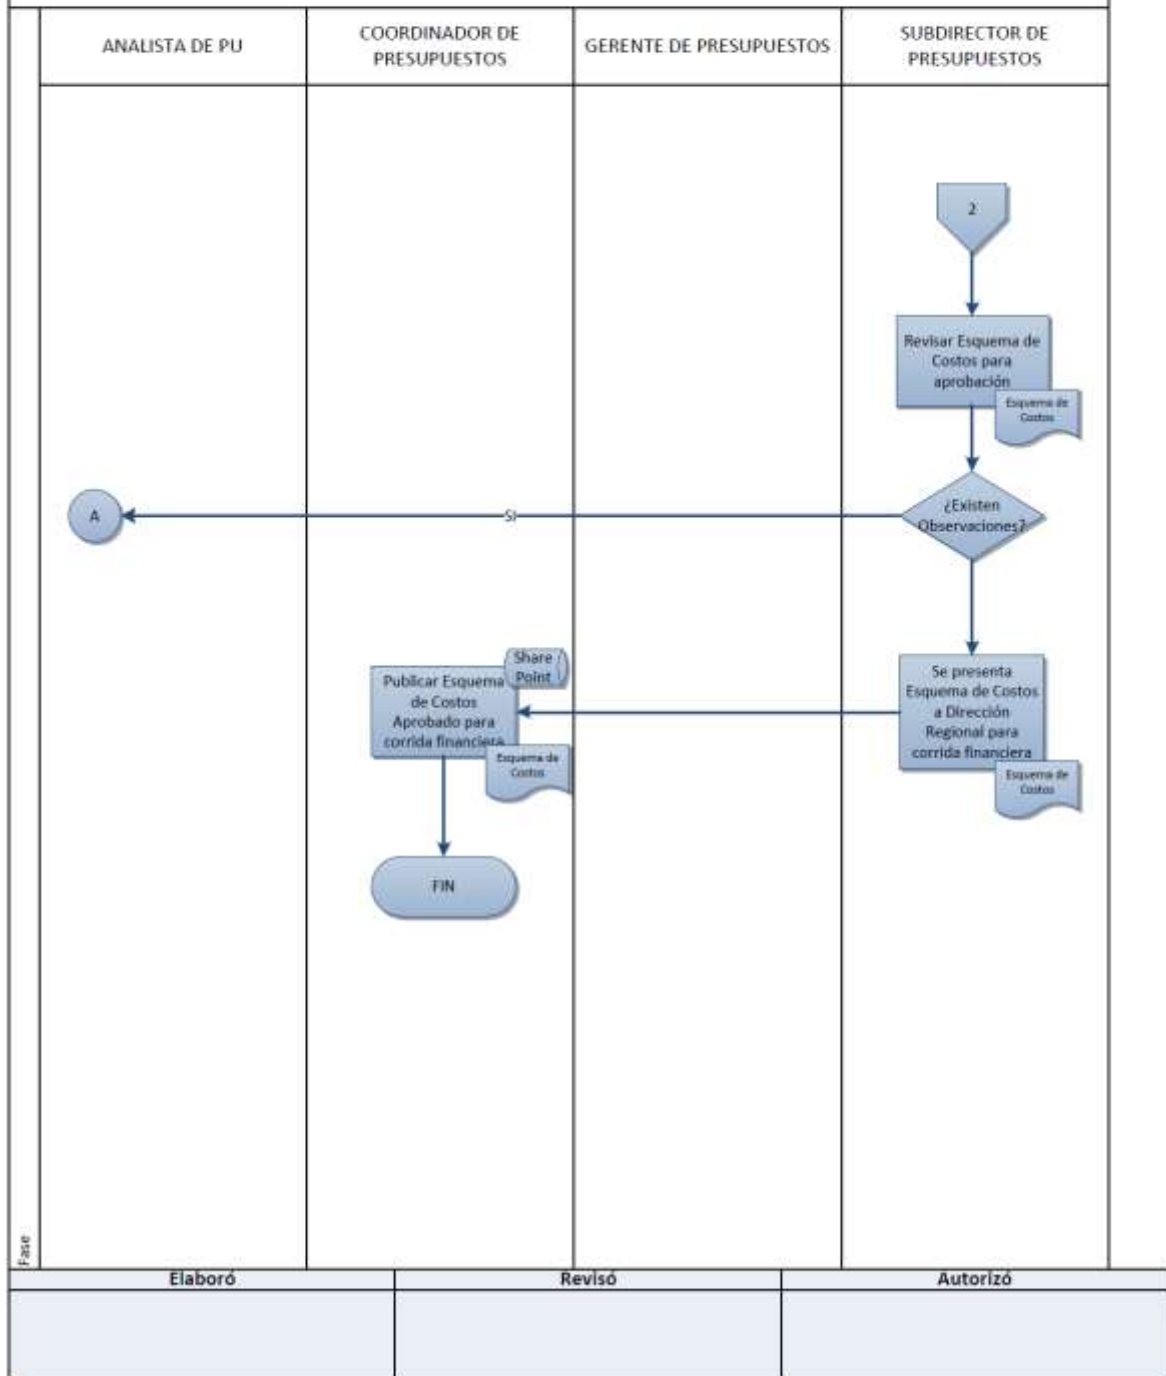 ANALISTA DE PU
COORDINADOR DE
PRESUPUESTOS
GERENTE DE PRESUPUESTOS
SUBDIRECTOR DE
PRESUPUESTOS
2
Revisar Esquema de
Costos para
aprobación
Esquema de
Costos
¿Existen
Observaciones?
SI
A
Se presenta
Esquema de Costos
a Dirección
Regional para
corrida financiera
Esquema de
Costos
Share
Point
Publicar Esquema
de Costos
Aprobado para
corrida financiera
Esquema de
Costos
FIN
Fase
Elaboró
Revisó
Autorizó